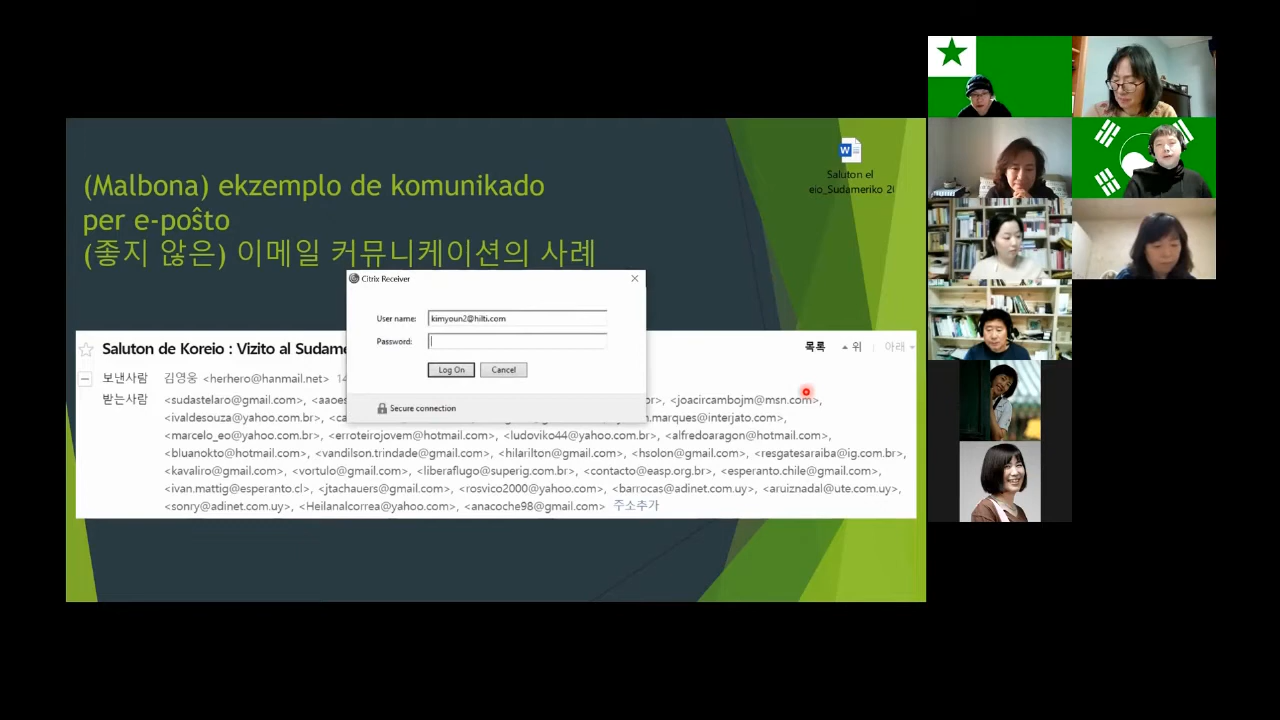 (Malbona) ekzemplo de komunikado
per e-poŝto
(좋지 않은) 이메일 커뮤니케이션의 사례
Saluton el
eio_Sudameriko 20
Citrix Receiver
User name: kimyoun2@hilti.com
Password:
Log On Cancel
Secure connection
Saluton de Koreio : Vizito al Sudame
목록 위 아래
보낸사람 김영웅 <herhero@hanmail.net> 14
받는사람 <sudastelaro@gmail.com>, <aaoes br>, <joacircambojm@msn.com>,
<ivaldesouza@yahoo.com.br>, <ca n.marques@interjato.com>,
<marcelo_eo@yahoo.com.br>, <erroteirojovem@hotmail.com>, <ludoviko44@yahoo.com.br>, <alfredoaragon@hotmail.com>,
<bluanokto@hotmail.com>, <vandilson.trindade@gmail.com>, <hilarilton@gmail.com>, <hsolon@gmail.com>, <resgatesaraiba@ig.com.br>,
<kavaliro@gmail.com>, <vortulo@gmail.com>, <liberaflugo@superig.com.br>, <contacto@easp.org.br>, <esperanto.chile@gmail.com>,
<ivan.mattig@esperanto.cl>, <jtachauers@gmail.com>, <rosvico2000@yahoo.com>, <barrocas@adinet.com.uy>, <aruiznadal@ute.com.uy>,
<sonry@adinet.com.uy>, <Heilanalcorrea@yahoo.com>, <anacoche98@gmail.com> 주소추가